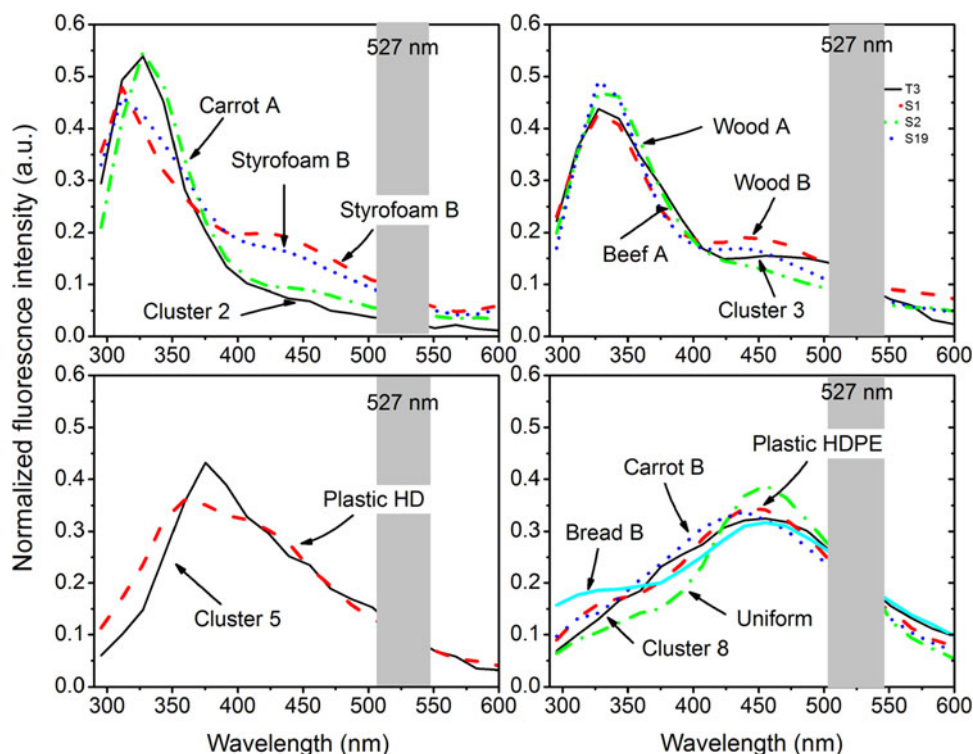 Normalized fluorescence intensity (a.u.)
0.6
0.5
0.4
0.3
0.2
0.1
0.0
300 350 400 450 500 550 600
527 nm
Carrot A
Styrofoam B
Styrofoam B
Cluster 2
0.6
0.5
0.4
0.3
0.2
0.1
0.0
300 350 400 450 500 550 600
527 nm
T3
S1
S2
S19
Wood A
Wood B
Beef A
Cluster 3
0.6
0.5
0.4
0.3
0.2
0.1
0.0
300 350 400 450 500 550 600
527 nm
Plastic HD
Cluster 5
Wavelength (nm)
0.6
0.5
0.4
0.3
0.2
0.1
0.0
300 350 400 450 500 550 600
527 nm
Plastic HDPE
Carrot B
Bread B
Uniform
Cluster 8
Wavelength (nm)